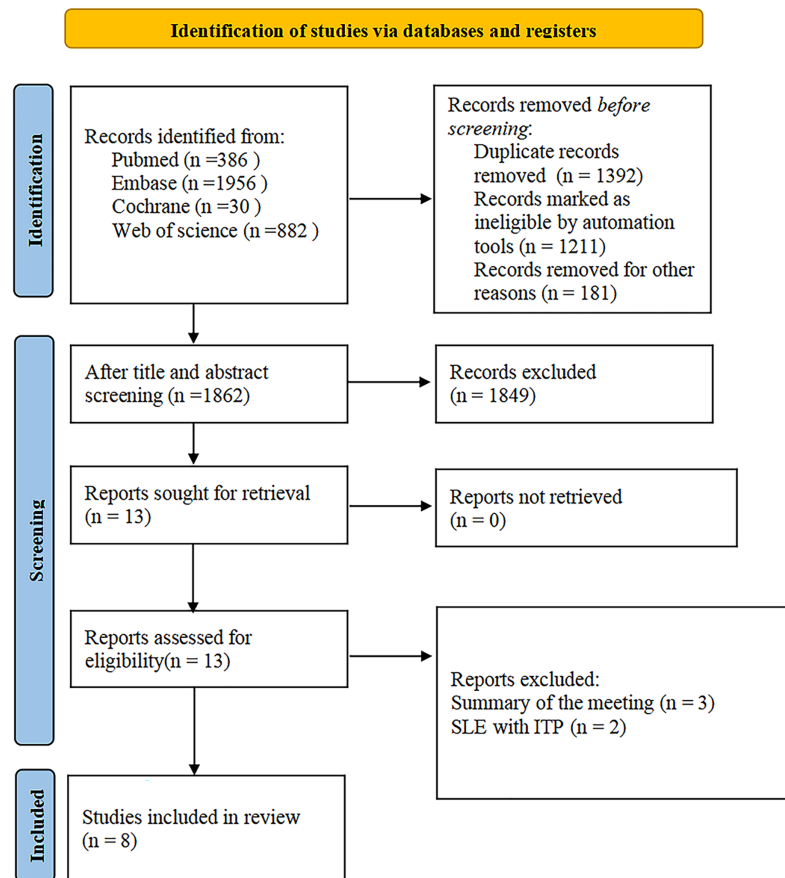 Identification of studies via databases and registers
Identification
Records identified from:
Pubmed (n =386 )
Embase (n =1956 )
Cochrane (n =30 )
Web of science (n =882 )
Records removed before
screening:
Duplicate records
removed (n = 1392)
Records marked as
ineligible by automation
tools (n = 1211)
Records removed for other
reasons (n = 181)
Screening
After title and abstract
screening (n =1862)
Records excluded
(n = 1849)
Reports sought for retrieval
(n = 13)
Reports not retrieved
(n = 0)
Reports assessed for
eligibility(n = 13)
Reports excluded:
Summary of the meeting (n = 3)
SLE with ITP (n = 2)
Included
Studies included in review
(n = 8)